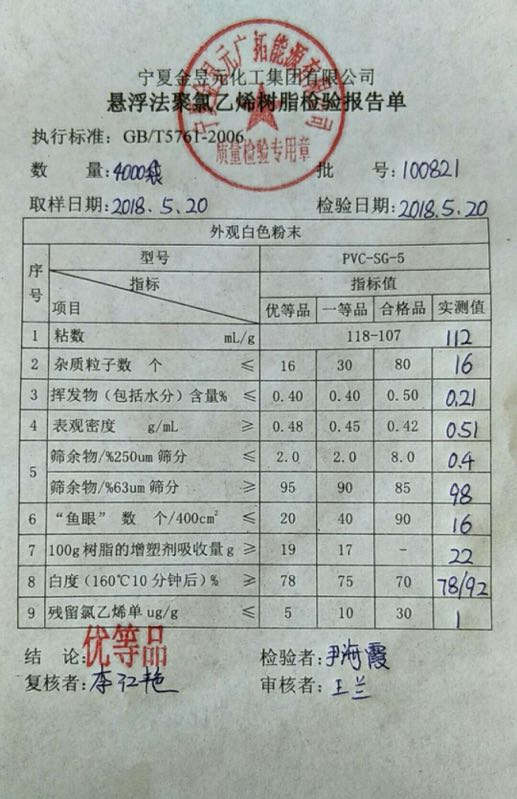 宁夏金昱元广拓能源有限公司
质量检验专用章
宁夏金昱元化工集团有限公司
悬浮法聚氯乙烯树脂检验报告单
执行标准: GB/T5761-2006
数 量: 4000袋 批 号: 100821
取样日期: 2018.5.20 检验日期: 2018.5.20
外观白色粉末
序号 型号 PVC-SG-5
指标 指标值
项目 优等品 一等品 合格品 实测值
1 粘数 mL/g 118-107 112
2 杂质粒子数 个 ≤ 16 30 80 16
3 挥发物（包括水分）含量% ≤ 0.40 0.40 0.50 0.21
4 表观密度 g/mL ≥ 0.48 0.45 0.42 0.51
5 筛余物/%250um 筛分 ≤ 2.0 2.0 8.0 0.4
筛余物/%63um 筛分 ≥ 95 90 85 98
6 “鱼眼” 数 个/400cm² ≤ 20 40 90 16
7 100g 树脂的增塑剂吸收量 g ≥ 19 17 - 22
8 白度（160℃10 分钟后）% ≥ 78 75 70 78/92
9 残留氯乙烯单 ug/g ≤ 5 10 30 1
结 论: 优等品 检验者: 尹海霞
复核者: 李红艳 审核者: 王兰